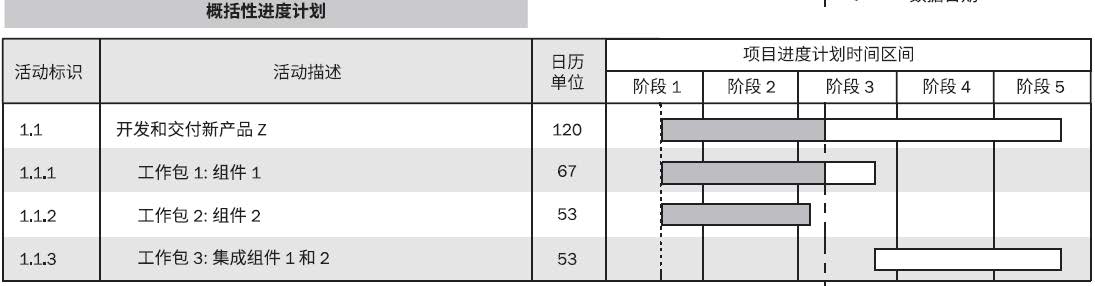 概括性进度计划
数据日期
活动标识 活动描述 日历单位 项目进度计划时间区间
阶段 1 阶段 2 阶段 3 阶段 4 阶段 5
1.1 开发和交付新产品 Z 120
1.1.1 工作包 1: 组件 1 67
1.1.2 工作包 2: 组件 2 53
1.1.3 工作包 3: 集成组件 1 和 2 53